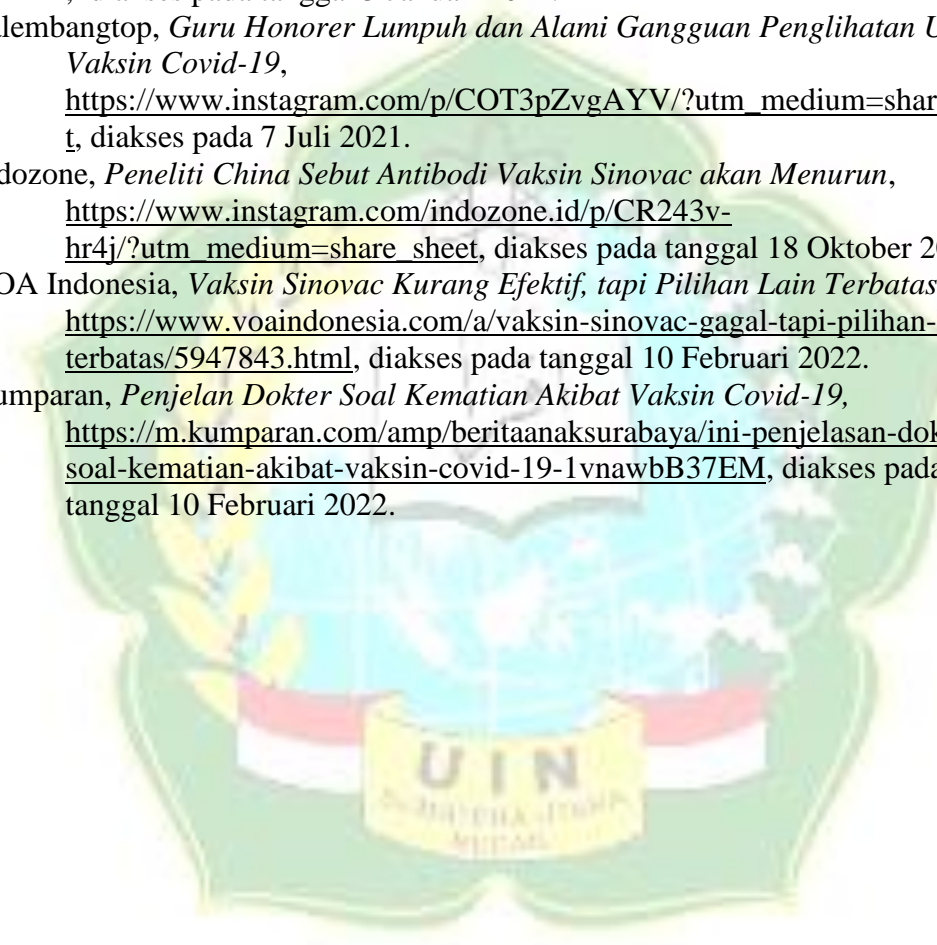 alembangtop, Guru Honorer Lumpuh dan Alami Gangguan Penglihatan U
Vaksin Covid-19,
https://www.instagram.com/p/COT3pZvgAYV/?utm_medium=shar
t, diakses pada 7 Juli 2021.
dozone, Peneliti China Sebut Antibodi Vaksin Sinovac akan Menurun,
https://www.instagram.com/indozone.id/p/CR243v-
hr4j/?utm_medium=share_sheet, diakses pada tanggal 18 Oktober 20
OA Indonesia, Vaksin Sinovac Kurang Efektif, tapi Pilihan Lain Terbatas
https://www.voaindonesia.com/a/vaksin-sinovac-gagal-tapi-pilihan-
terbatas/5947843.html, diakses pada tanggal 10 Februari 2022.
umparan, Penjelan Dokter Soal Kematian Akibat Vaksin Covid-19,
https://m.kumparan.com/amp/beritaanaksurabaya/ini-penjelasan-dok
soal-kematian-akibat-vaksin-covid-19-1vnawbB37EM, diakses pada
tanggal 10 Februari 2022.
UIN